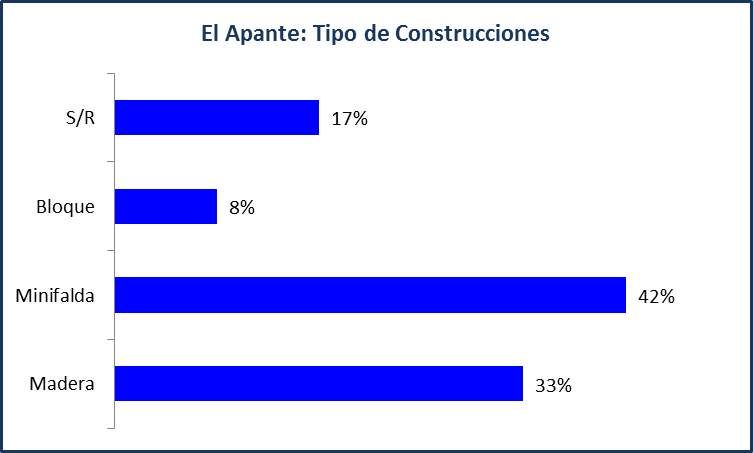 El Apante: Tipo de Construcciones
S/R 17%
Bloque 8%
Minifalda 42%
Madera 33%